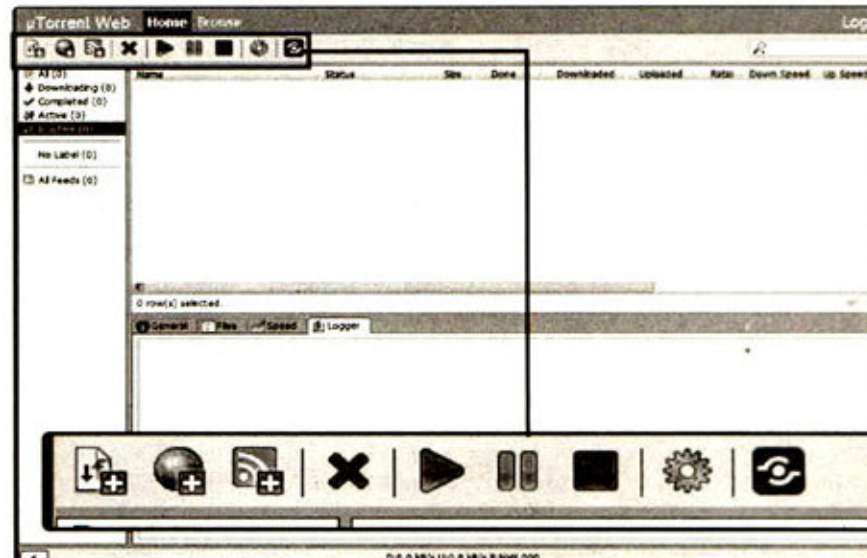 µTorrent Web Home Browse Log
All (0)
Downloading (0)
Completed (0)
Active (0)
No Label (0)
All Feeds (0)
Name Status Size Done Downloaded Uploaded Ratio Down Speed Up Speed
0 row(s) selected.
General Files Speed Logger